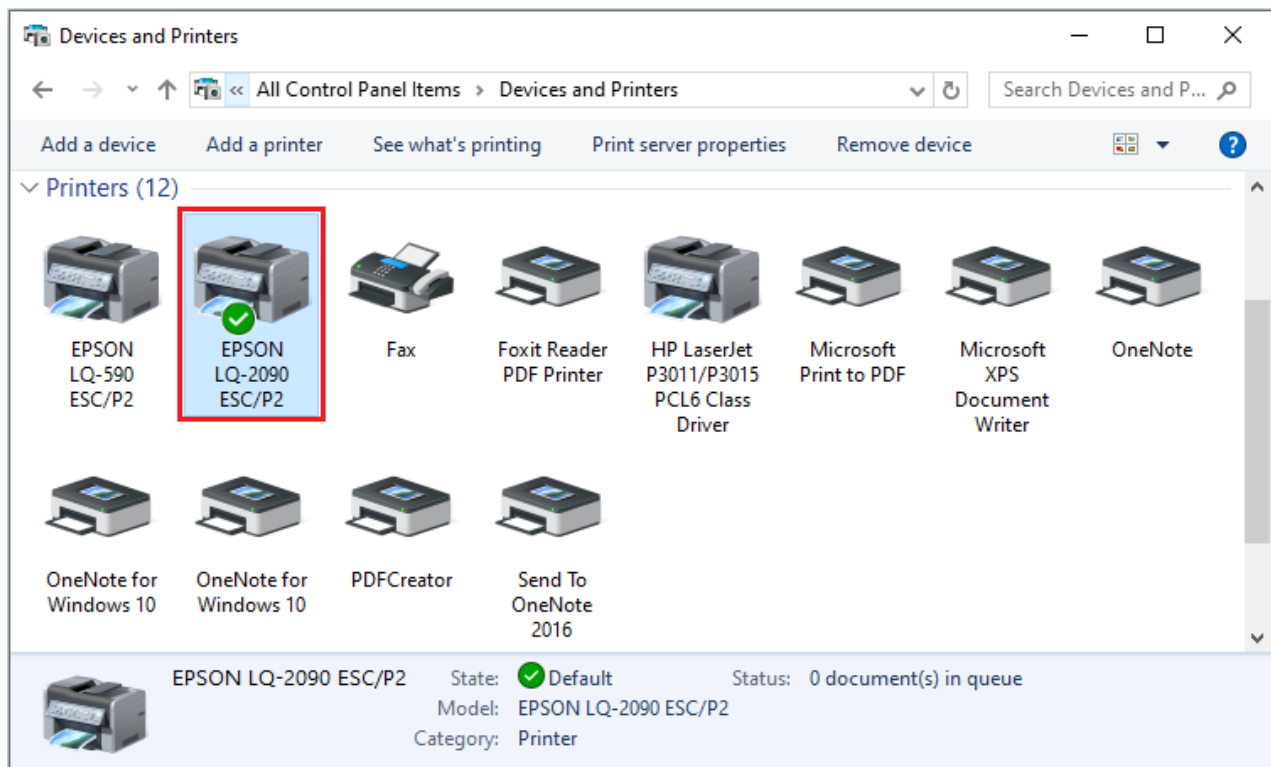 Devices and Printers
« All Control Panel Items > Devices and Printers
Search Devices and P...
Add a device Add a printer See what's printing Print server properties Remove device ?
Printers (12)
EPSON LQ-590 ESC/P2
EPSON LQ-2090 ESC/P2
Fax
Foxit Reader PDF Printer
HP LaserJet P3011/P3015 PCL6 Class Driver
Microsoft Print to PDF
Microsoft XPS Document Writer
OneNote
OneNote for Windows 10
OneNote for Windows 10
PDFCreator
Send To OneNote 2016
EPSON LQ-2090 ESC/P2 State: Default Status: 0 document(s) in queue
Model: EPSON LQ-2090 ESC/P2
Category: Printer